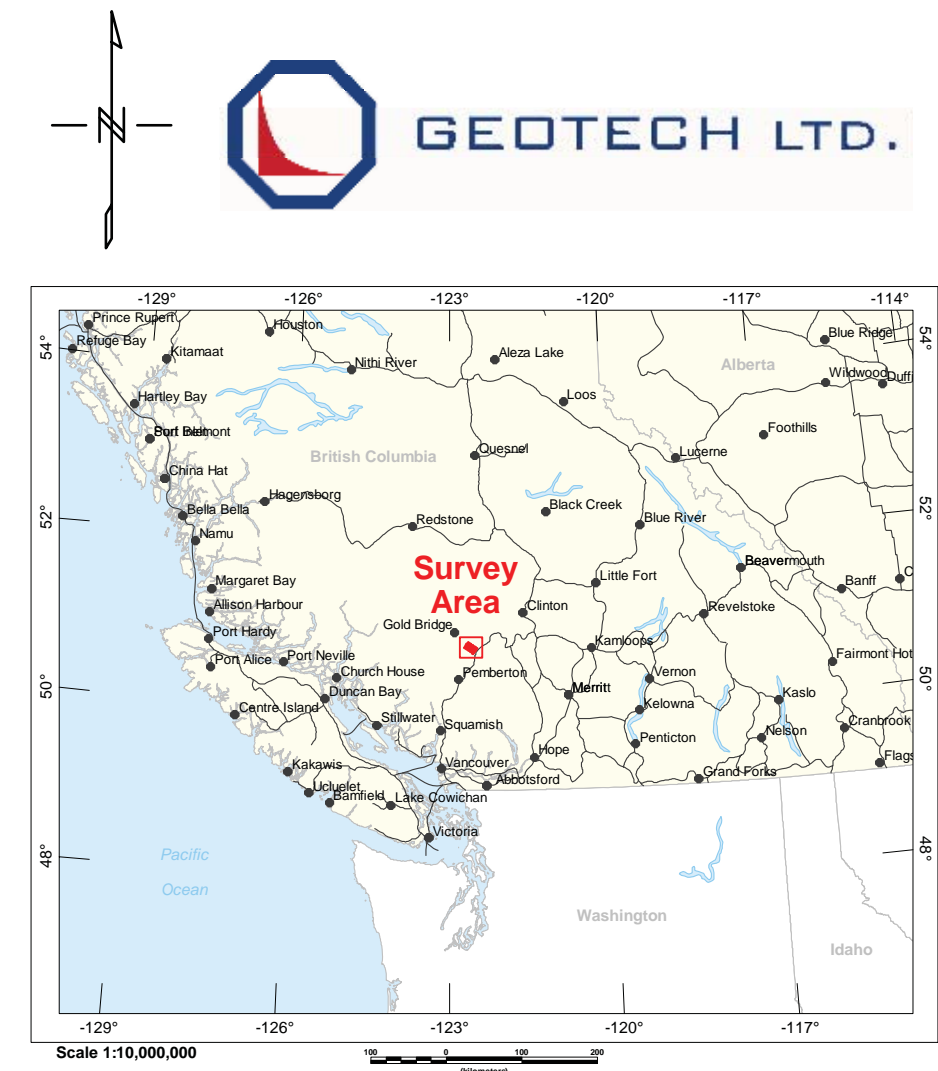 N
GEOTECH LTD.
-129° -126° -123° -120° -117° -114°
Prince Rupert
Houston
Blue Ridge
54° Refuge Bay
54°
Kitamaat
Nithi River
Aleza Lake
Alberta
Wildwood
Duffi
Hartley Bay
Loos
Foothills
British Columbia
Quesnel
Lucerne
China Hat
Hagensborg
Black Creek
52° Bella Bella
Redstone
Blue River
52°
Namu
Survey
Area
Beavermouth
Margaret Bay
Little Fort
Banff
C
Allison Harbour
Clinton
Revelstoke
Gold Bridge
Port Hardy
Kamloops
Port Alice
Port Neville
Church House
Pemberton
Vernon
Fairmont Hot
50°
Duncan Bay
Merritt
Kaslo
50°
Centre Island
Stillwater
Squamish
Kelowna
Cranbrook
Penticton
Nelson
Hope
Kakawis
Vancouver
Flags
Ucluelet
Abbotsford
Grand Forks
Bamfield
Lake Cowichan
Victoria
48°
Pacific
Ocean
48°
Washington
Idaho
-129° -126° -123° -120° -117°
Scale 1:10,000,000
100 0 100 200
(kilometers)